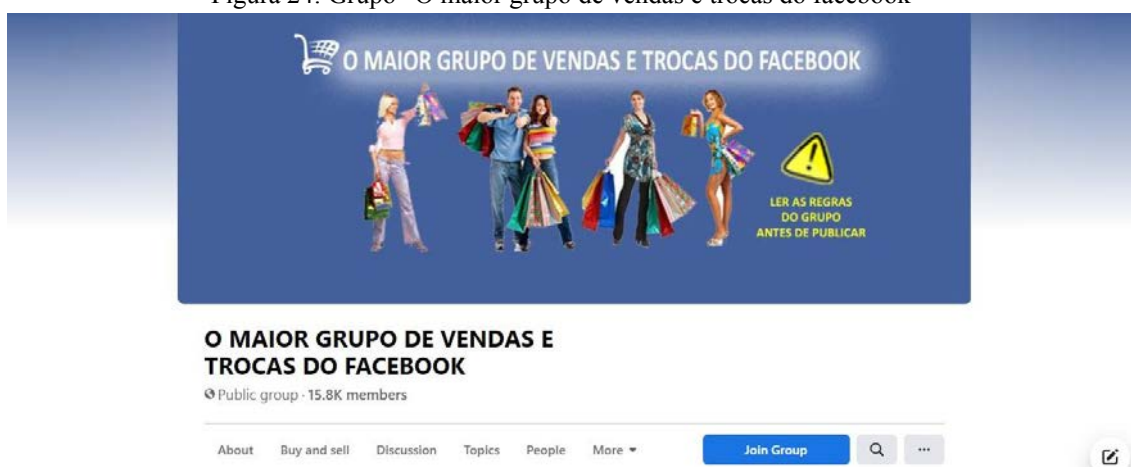 Figura 24: Grupo "O maior grupo de vendas e trocas do facebook"
O MAIOR GRUPO DE VENDAS E TROCAS DO FACEBOOK
LER AS REGRAS
DO GRUPO
ANTES DE PUBLICAR
O MAIOR GRUPO DE VENDAS E
TROCAS DO FACEBOOK
Public group · 15.8K members
About Buy and sell Discussion Topics People More Join Group ...